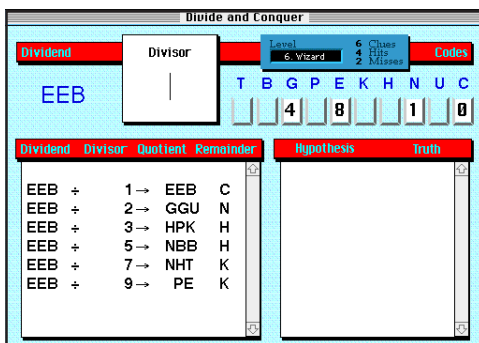 Divide and Conquer
Dividend
Divisor
Level
6. Wizard
6 Clues
4 Hits
2 Misses
Codes
EEB
T B G P E K H N U C
4 8 1 0
Dividend Divisor Quotient Remainder
EEB ÷ 1→ EEB C
EEB ÷ 2→ GGU N
EEB ÷ 3→ HPK H
EEB ÷ 5→ NBB H
EEB ÷ 7→ NHT K
EEB ÷ 9→ PE K
Hypothesis Truth